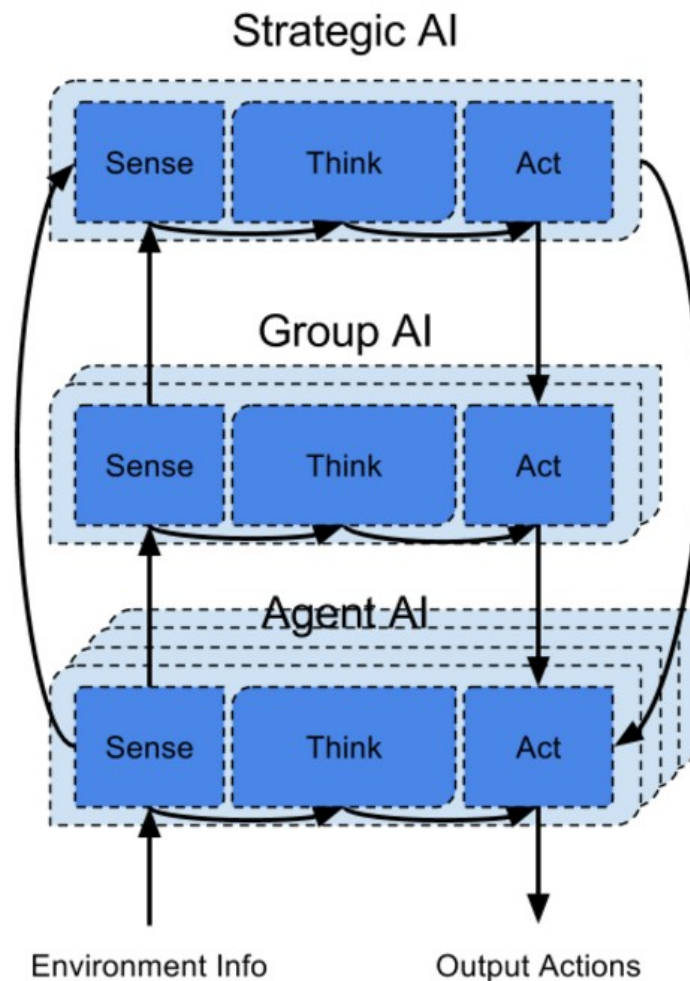 Strategic AI
Sense Think Act
Group AI
Sense Think Act
Agent AI
Sense Think Act
Environment Info Output Actions